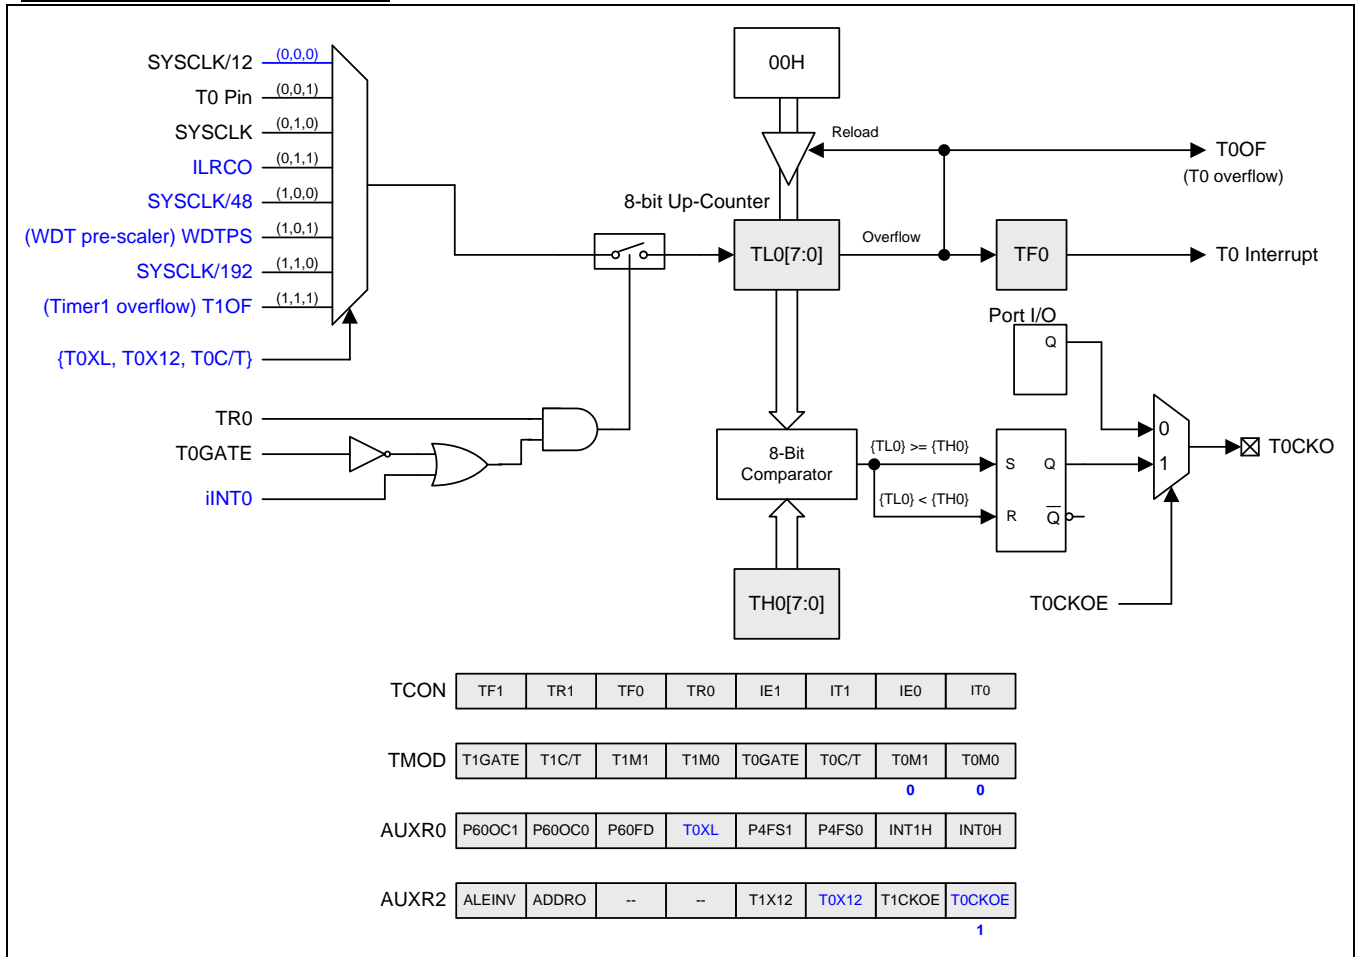 SYSCLK/12 (0,0,0)
T0 Pin (0,0,1)
SYSCLK (0,1,0)
ILRCO (0,1,1)
SYSCLK/48 (1,0,0)
(WDT pre-scaler) WDTPS (1,0,1)
SYSCLK/192 (1,1,0)
(Timer1 overflow) T1OF (1,1,1)
{T0XL, T0X12, T0C/T}
TR0
T0GATE
iINT0
00H
Reload
T0OF
(T0 overflow)
8-bit Up-Counter
TL0[7:0]
Overflow
TF0
T0 Interrupt
Port I/O
Q
8-Bit
Comparator
{TL0} >= {TH0}
{TL0} < {TH0}
S Q
R Q
0
1
T0CKO
TH0[7:0]
T0CKOE
TCON TF1 TR1 TF0 TR0 IE1 IT1 IE0 IT0
TMOD T1GATE T1C/T T1M1 T1M0 T0GATE T0C/T T0M1 T0M0
0 0
AUXR0 P60OC1 P60OC0 P60FD T0XL P4FS1 P4FS0 INT1H INT0H
AUXR2 ALEINV ADDRO -- -- T1X12 T0X12 T1CKOE T0CKOE
1